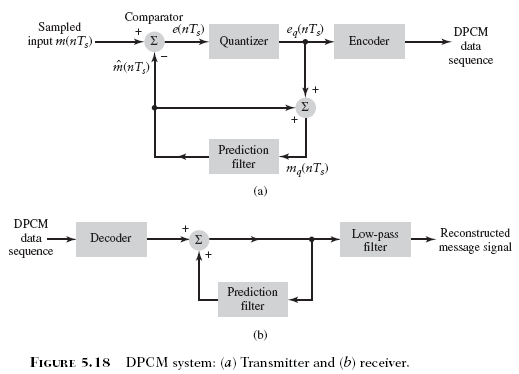 Sampled
input m(nTs)
Comparator
+
Σ
e(nTs)
Quantizer
eq(nTs)
Encoder
DPCM
data
sequence
m̂(nTs)
−
+
Σ
+
Prediction
filter
mq(nTs)
(a)
DPCM
data
sequence
Decoder
+
Σ
+
Low-pass
filter
Reconstructed
message signal
Prediction
filter
(b)
FIGURE 5.18 DPCM system: (a) Transmitter and (b) receiver.